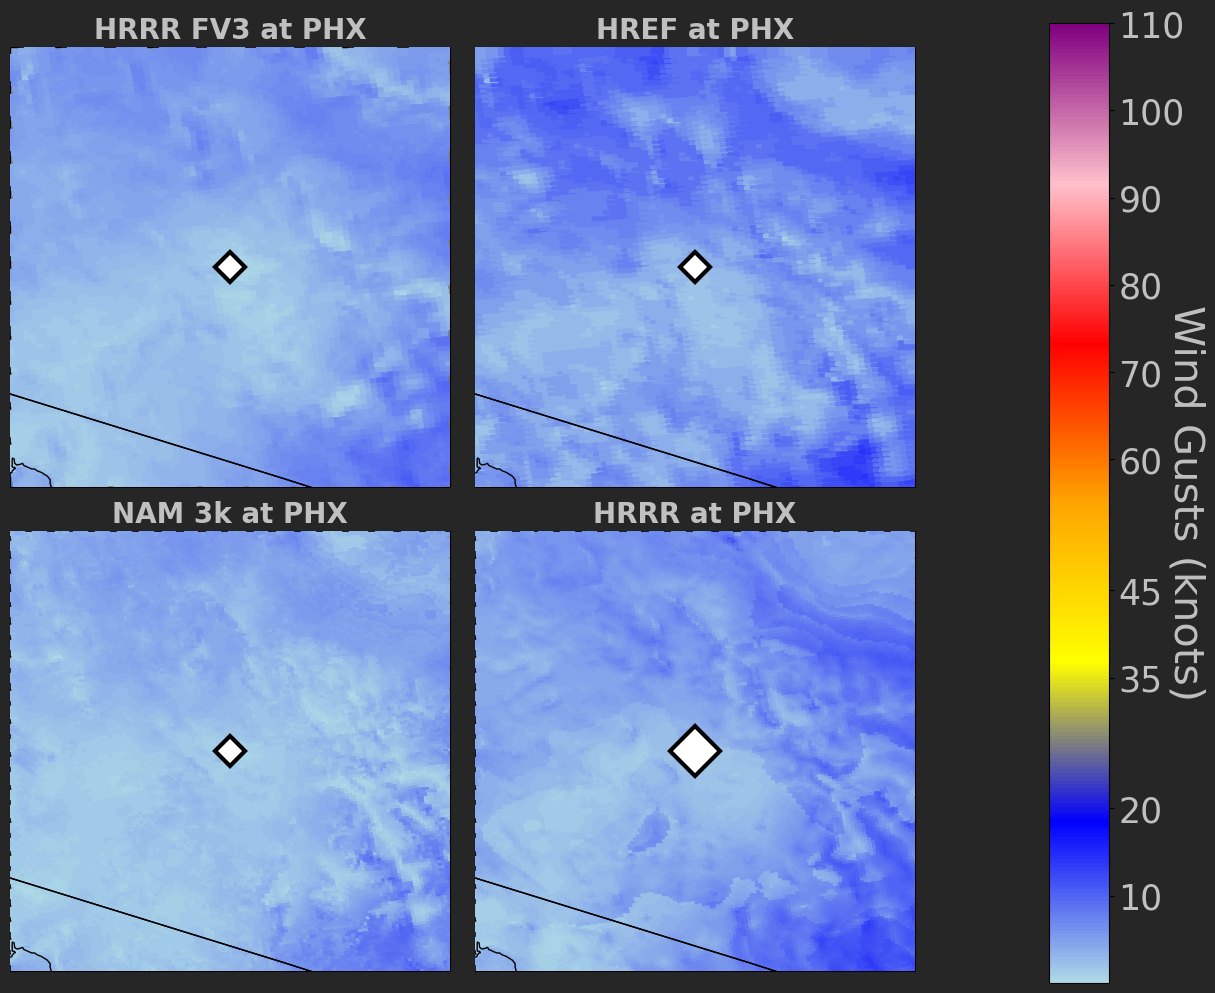 HRRR FV3 at PHX
HREF at PHX
NAM 3k at PHX
HRRR at PHX
110
100
90
80
70
60
45
35
20
10
Wind Gusts (knots)